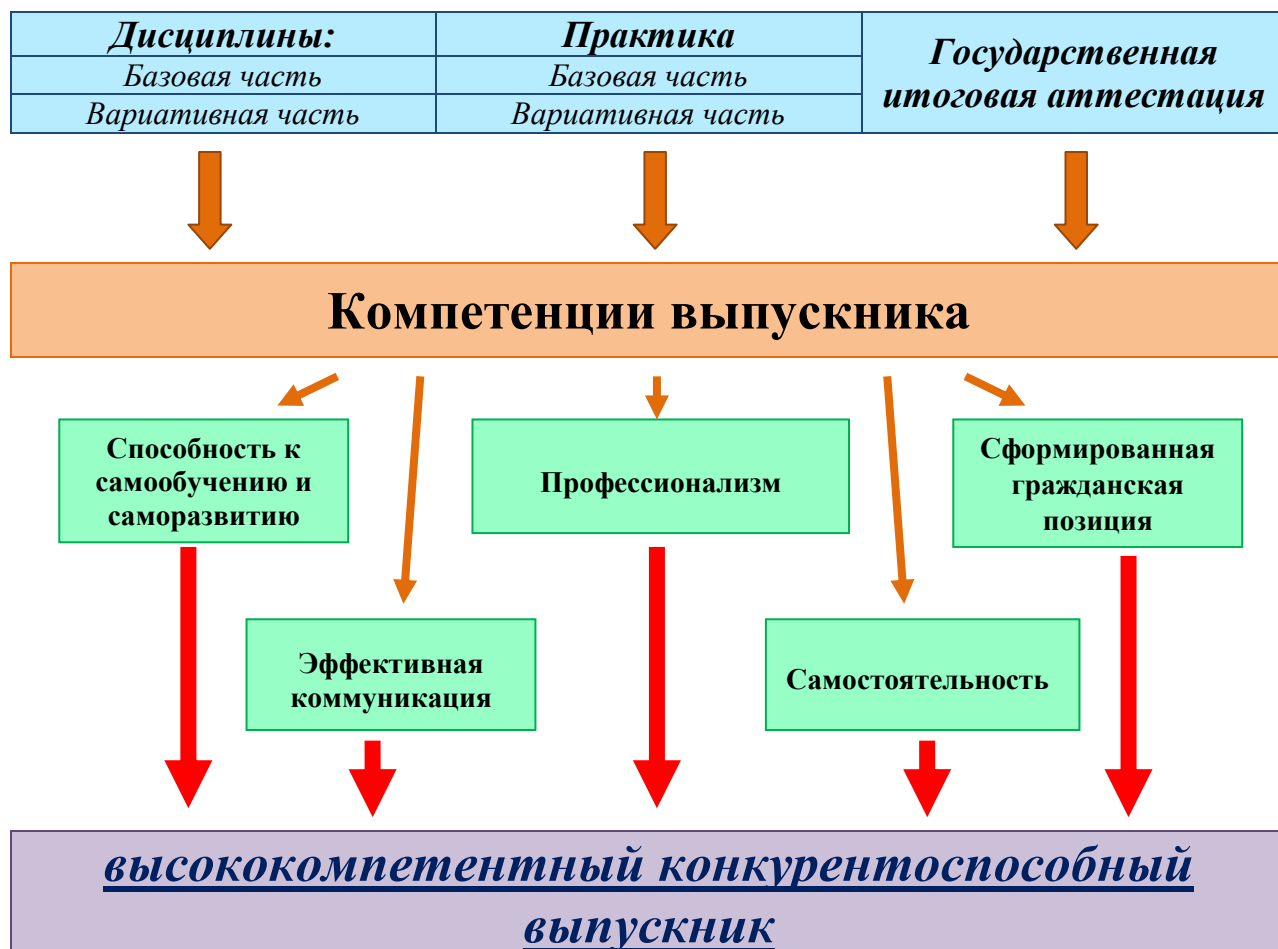 Дисциплины:
Базовая часть
Вариативная часть
Практика
Базовая часть
Вариативная часть
Государственная
итоговая аттестация
Компетенции выпускника
Способность к
самообучению и
саморазвитию
Профессионализм
Сформированная
гражданская
позиция
Эффективная
коммуникация
Самостоятельность
высококомпетентный конкурентоспособный
выпускник